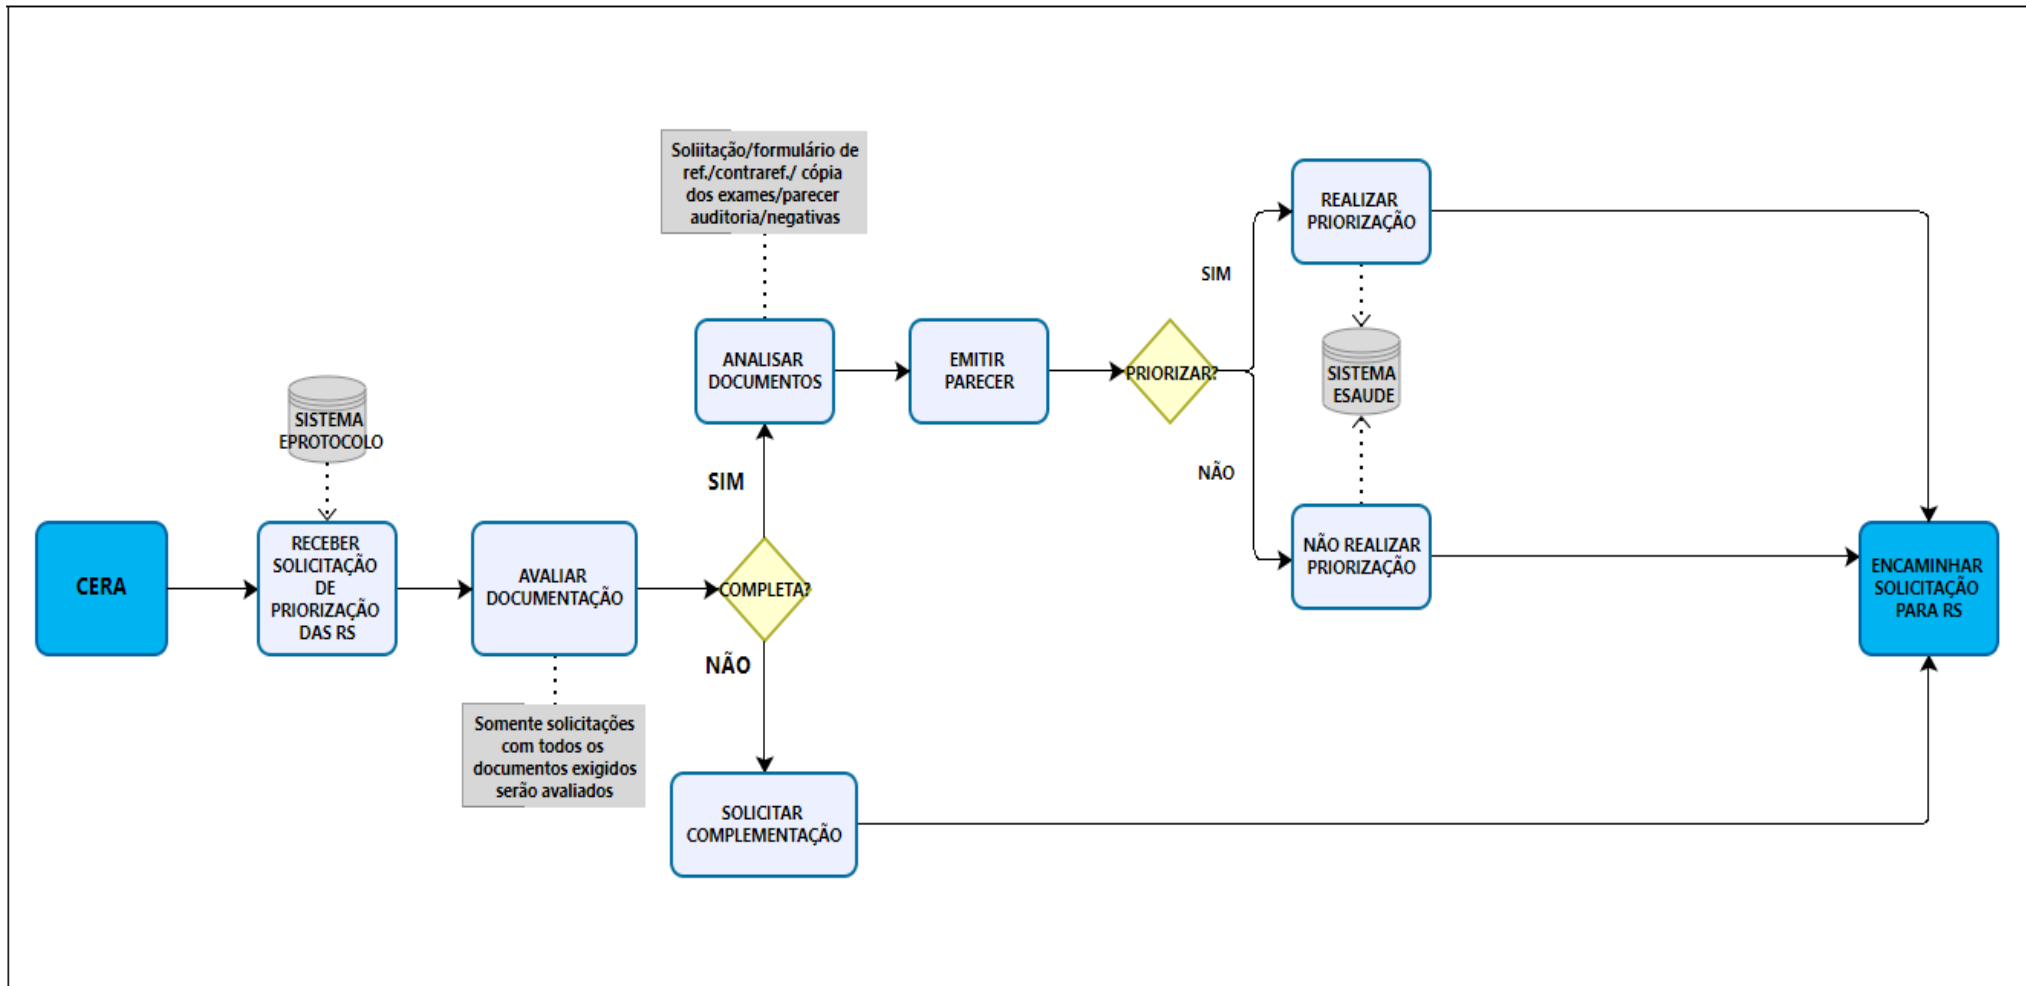 Soliitação/formulário de
ref./contraref./ cópia
dos exames/parecer
auditoria/negativas
REALIZAR
PRIORIZAÇÃO
SIM
ANALISAR
DOCUMENTOS
EMITIR
PARECER
PRIORIZAR?
SISTEMA
ESAUDE
SISTEMA
EPROTOCOLO
SIM
NÃO
CERA
RECEBER
SOLICITAÇÃO
DE
PRIORIZAÇÃO
DAS RS
AVALIAR
DOCUMENTAÇÃO
COMPLETA?
NÃO REALIZAR
PRIORIZAÇÃO
ENCAMINHAR
SOLICITAÇÃO
PARA RS
NÃO
Somente solicitações
com todos os
documentos exigidos
serão avaliados
SOLICITAR
COMPLEMENTAÇÃO